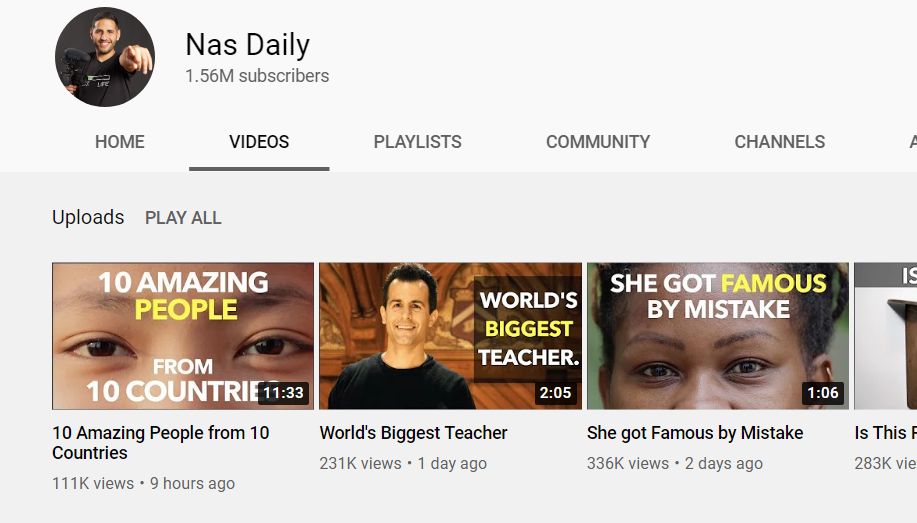 Nas Daily
1.56M subscribers
LIFE
HOME
VIDEOS
PLAYLISTS
COMMUNITY
CHANNELS
A
Uploads
PLAY ALL
10 AMAZING
PEOPLE
FROM
10 COUNTRIE
11:33
WORLD'S
BIGGEST
TEACHER.
2:05
SHE GOT FAMOUS
BY MISTAKE
1:06
IS
10 Amazing People from 10
Countries
111K views • 9 hours ago
World's Biggest Teacher
231K views • 1 day ago
She got Famous by Mistake
336K views • 2 days ago
Is This
283K vie